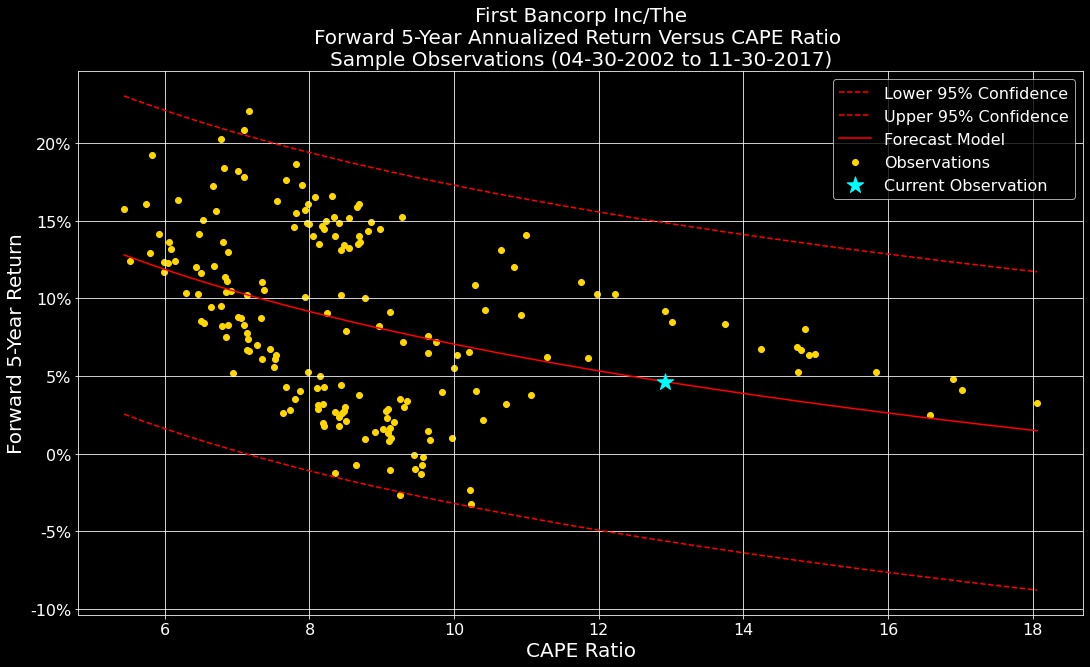 First Bancorp Inc/The
Forward 5-Year Annualized Return Versus CAPE Ratio
Sample Observations (04-30-2002 to 11-30-2017)
Lower 95% Confidence
Upper 95% Confidence
Forecast Model
Observations
Current Observation
Forward 5-Year Return
20%
15%
10%
5%
0%
-5%
-10%
6 8 10 12 14 16 18
CAPE Ratio